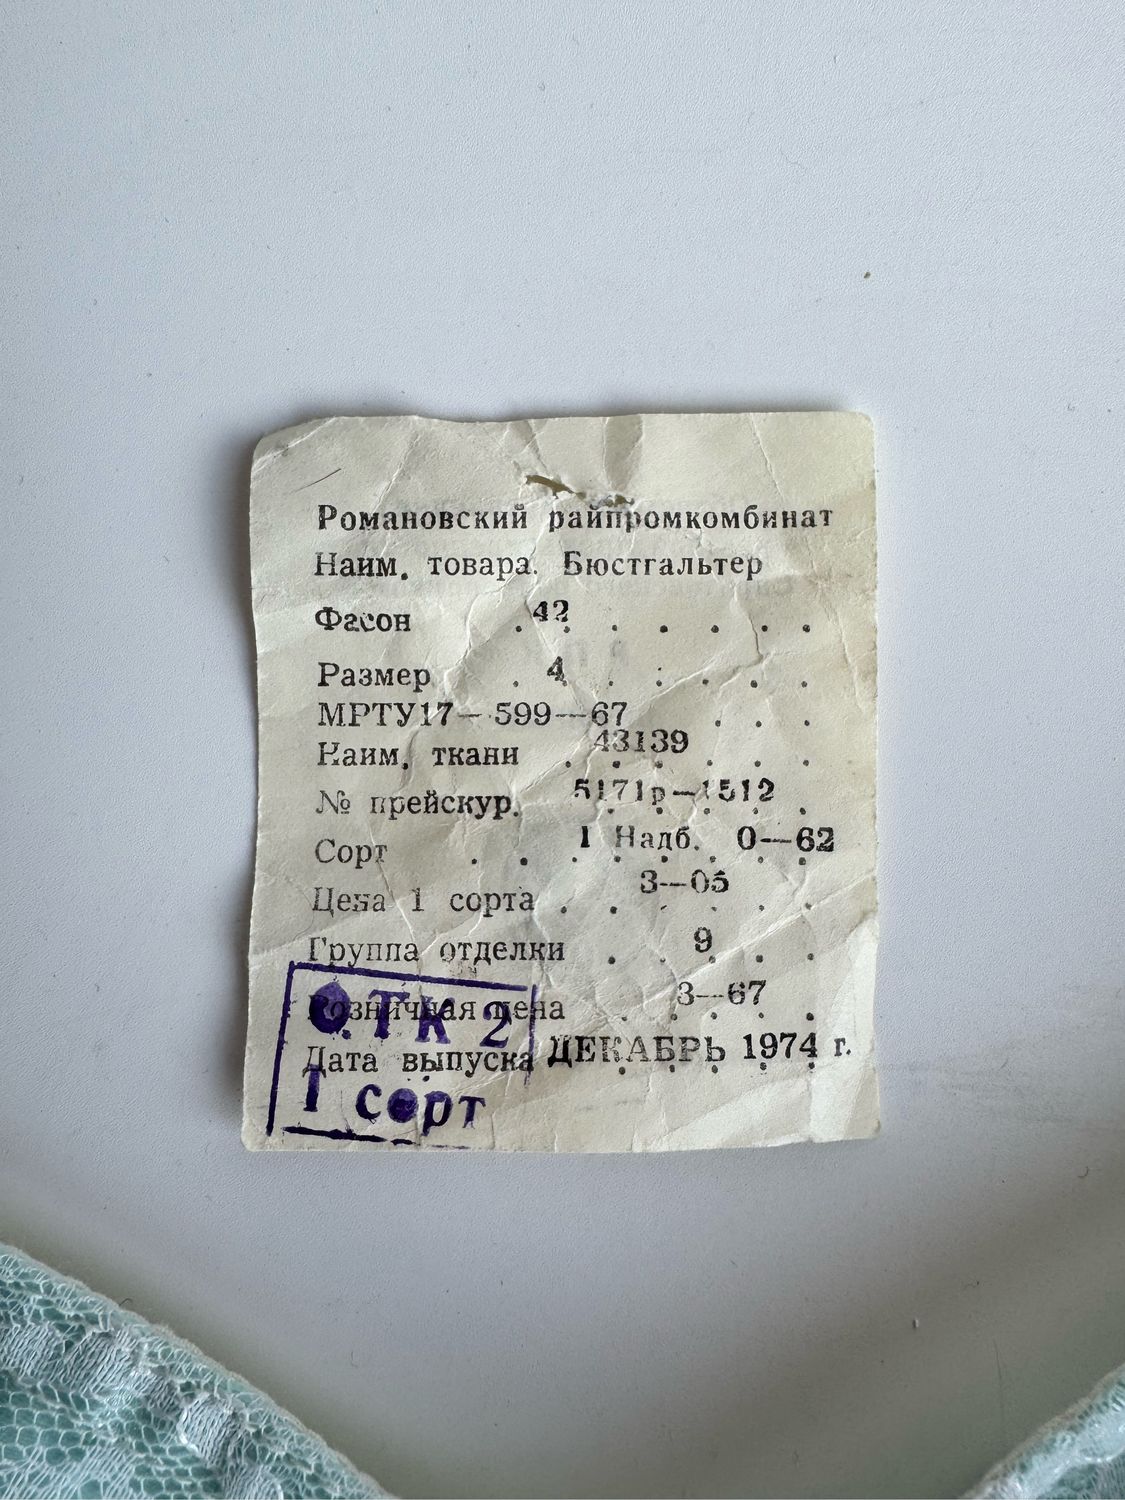 Романовский райпромкомбинат
Наим. товара. Бюстгальтер
Фасон . 42 . . . . . .
Размер . 4 . . . . . .
МРТУ17—599—67 . . .
Наим. ткани . 43139 . . . . .
№ прейскур. 5171р—1512
Сорт . . 1 Надб. 0—62
Цена 1 сорта . . 3—05 . . .
Группа отделки . . 9 . .
Розничная цена . . 3—67 . .
Дата выпуска ДЕКАБРЬ 1974 г.
ОТК 2
I сорт